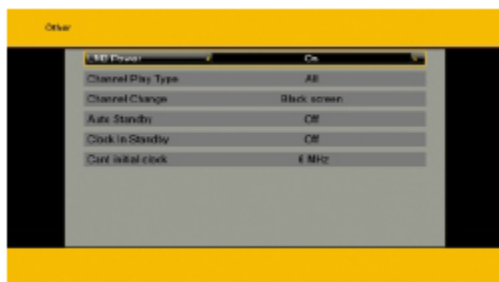 Other
LNB Power On
Channel Play Type All
Channel Change Black screen
Auto Standby Off
Clock In Standby Off
Card initial clock 6 MHz